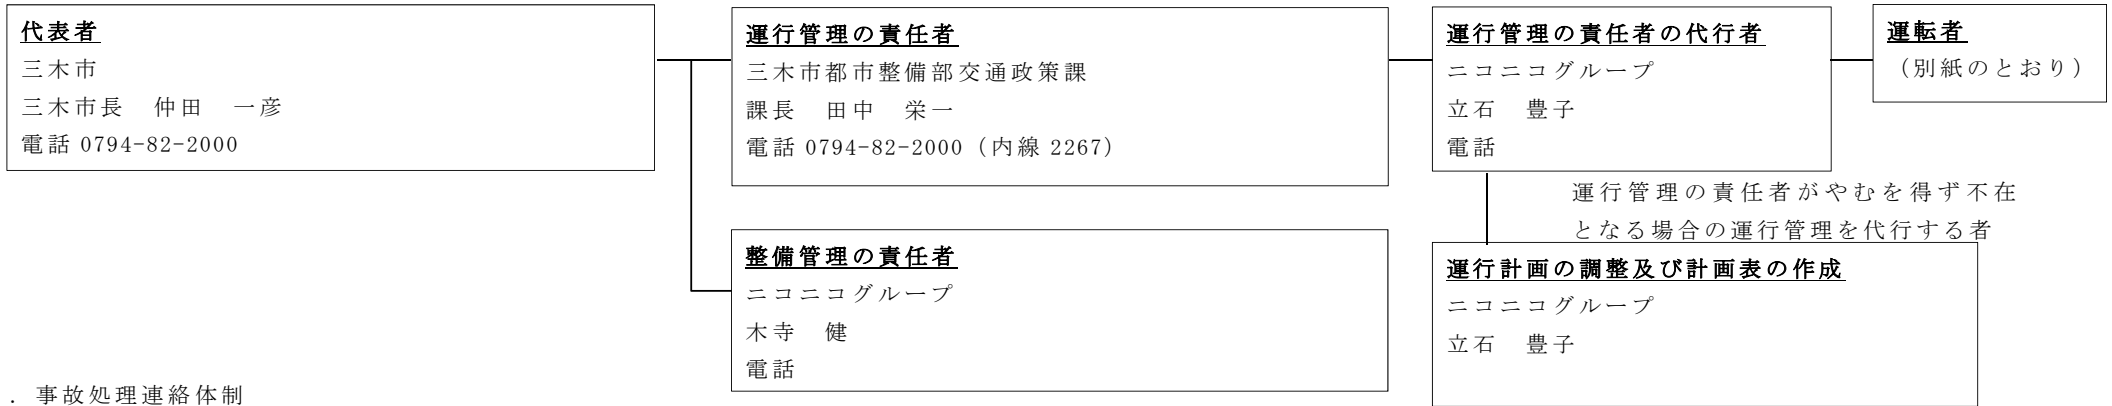 代表者
三木市
三木市長　仲田　一彦
電話 0794-82-2000
運行管理の責任者
三木市都市整備部交通政策課
課長　田中　栄一
電話 0794-82-2000（内線 2267）
運行管理の責任者の代行者
ニコニコグループ
立石　豊子
電話
運転者
（別紙のとおり）
運行管理の責任者がやむを得ず不在
となる場合の運行管理を代行する者
整備管理の責任者
ニコニコグループ
木寺　健
電話
運行計画の調整及び計画表の作成
ニコニコグループ
立石　豊子
．事故処理連絡体制